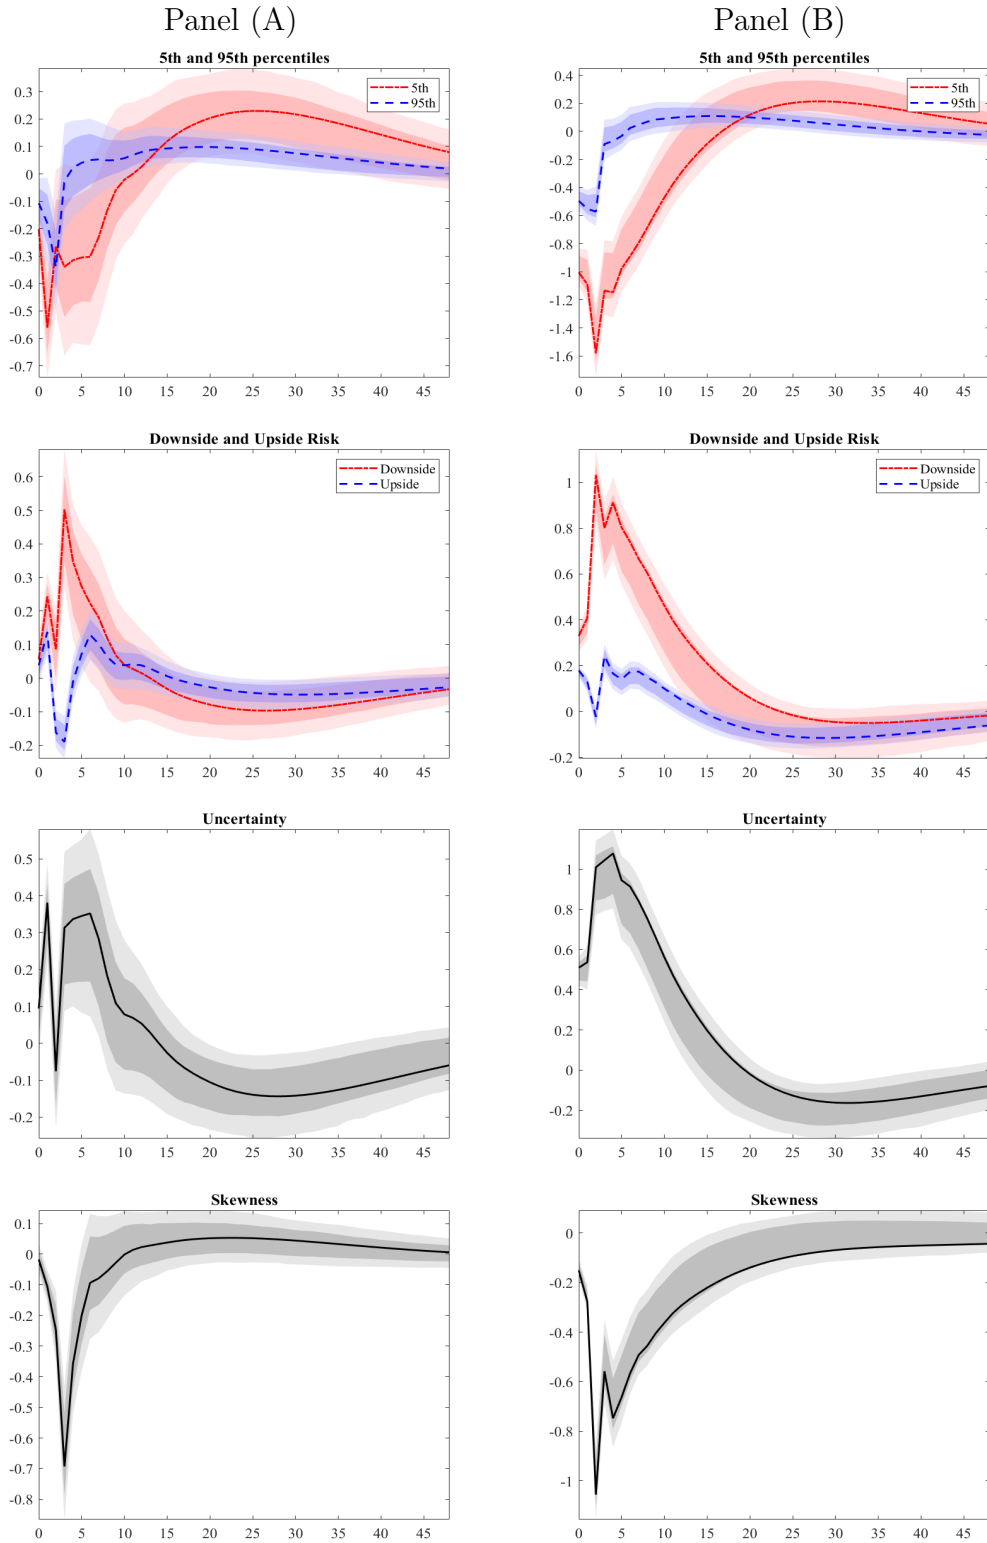 Panel (A)
Panel (B)
5th and 95th percentiles
5th
95th
0.3
0.2
0.1
0
-0.1
-0.2
-0.3
-0.4
-0.5
-0.6
-0.7
0 5 10 15 20 25 30 35 40 45
5th and 95th percentiles
5th
95th
0.4
0.2
0
-0.2
-0.4
-0.6
-0.8
-1
-1.2
-1.4
-1.6
0 5 10 15 20 25 30 35 40 45
Downside and Upside Risk
Downside
Upside
0.6
0.5
0.4
0.3
0.2
0.1
0
-0.1
-0.2
0 5 10 15 20 25 30 35 40 45
Downside and Upside Risk
Downside
Upside
1
0.8
0.6
0.4
0.2
0
-0.2
0 5 10 15 20 25 30 35 40 45
Uncertainty
0.5
0.4
0.3
0.2
0.1
0
-0.1
-0.2
0 5 10 15 20 25 30 35 40 45
Uncertainty
1
0.8
0.6
0.4
0.2
0
-0.2
0 5 10 15 20 25 30 35 40 45
Skewness
0.1
0
-0.1
-0.2
-0.3
-0.4
-0.5
-0.6
-0.7
-0.8
0 5 10 15 20 25 30 35 40 45
Skewness
0
-0.2
-0.4
-0.6
-0.8
-1
0 5 10 15 20 25 30 35 40 45